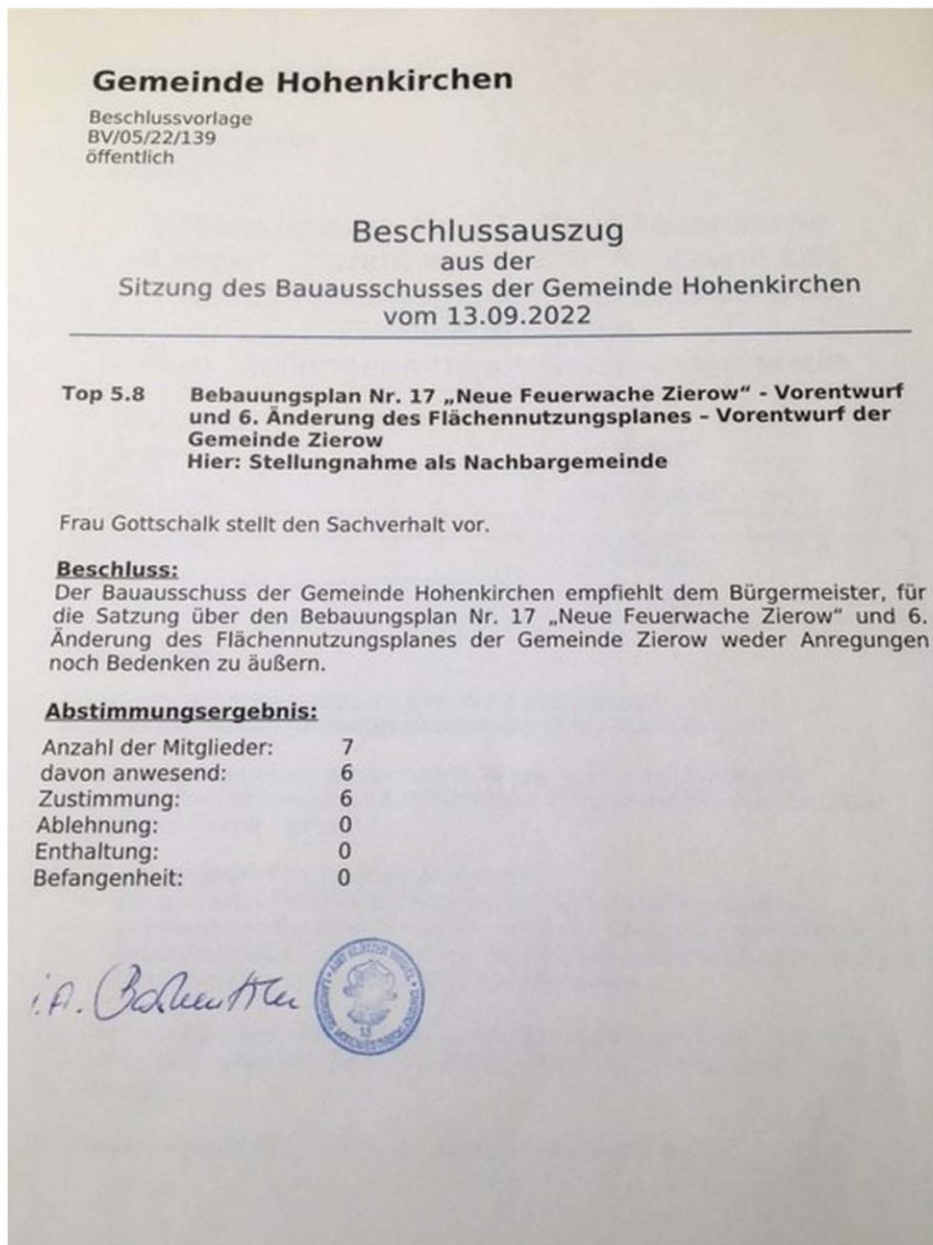 Gemeinde Hohenkirchen
Beschlussvorlage
BV/05/22/139
öffentlich
Beschlussauszug
aus der
Sitzung des Bauausschusses der Gemeinde Hohenkirchen
vom 13.09.2022
Top 5.8 Bebauungsplan Nr. 17 „Neue Feuerwache Zierow“ - Vorentwurf
und 6. Änderung des Flächennutzungsplanes – Vorentwurf der
Gemeinde Zierow
Hier: Stellungnahme als Nachbargemeinde
Frau Gottschalk stellt den Sachverhalt vor.
Beschluss:
Der Bauausschuss der Gemeinde Hohenkirchen empfiehlt dem Bürgermeister, für
die Satzung über den Bebauungsplan Nr. 17 „Neue Feuerwache Zierow“ und 6.
Änderung des Flächennutzungsplanes der Gemeinde Zierow weder Anregungen
noch Bedenken zu äußern.
Abstimmungsergebnis:
Anzahl der Mitglieder: 7
davon anwesend: 6
Zustimmung: 6
Ablehnung: 0
Enthaltung: 0
Befangenheit: 0
i.A.